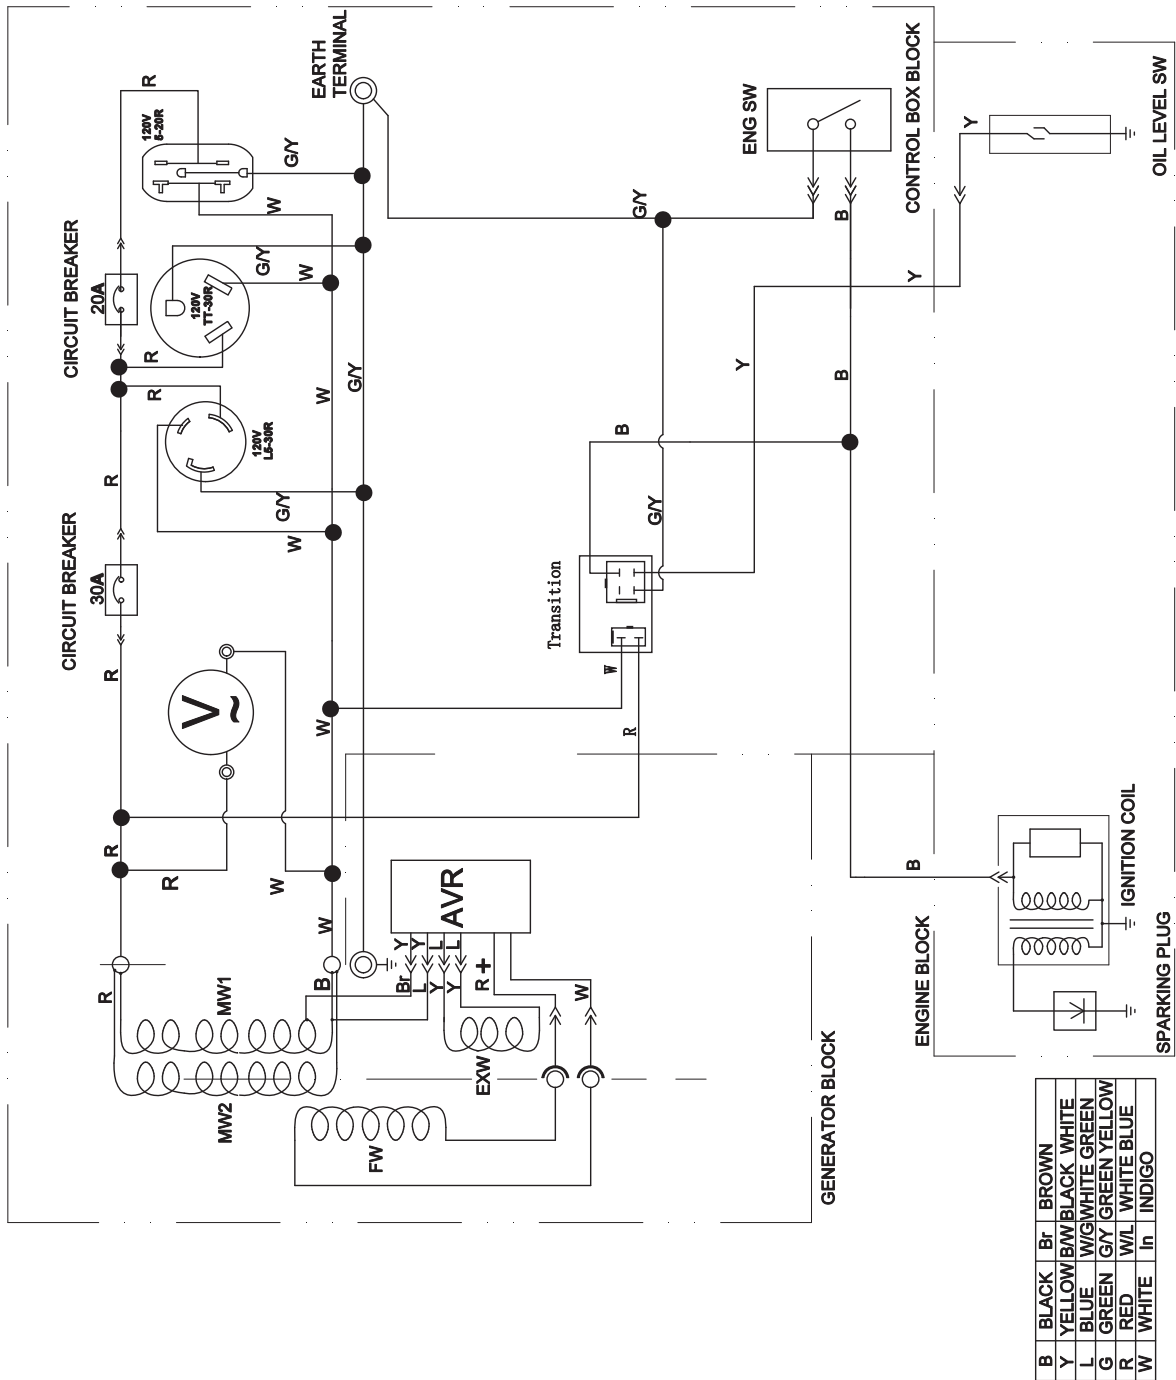 EARTH
TERMINAL
R
120V
5-20R
G/Y
W
ENG SW
CONTROL BOX BLOCK
Y
OIL LEVEL SW
CIRCUIT BREAKER
20A
G/Y
W
120V
TT-30R
R
G/Y
B
Y
R
W
G/Y
Y
B
R
120V
L5-30R
G/Y
W
B
G/Y
CIRCUIT BREAKER
30A
Transition
R
V
~
W
W
R
R
R
W
W
AVR
B
ENGINE BLOCK
IGNITION COIL
SPARKING PLUG
R
MW1
B
Y
Y
L
L
Br
L
Y
Y
R
+
W
MW2
EXW
FW
GENERATOR BLOCK
B BLACK Br BROWN
Y YELLOW B/W BLACK WHITE
L BLUE W/G WHITE GREEN
G GREEN G/Y GREEN YELLOW
R RED W/L WHITE BLUE
W WHITE In INDIGO